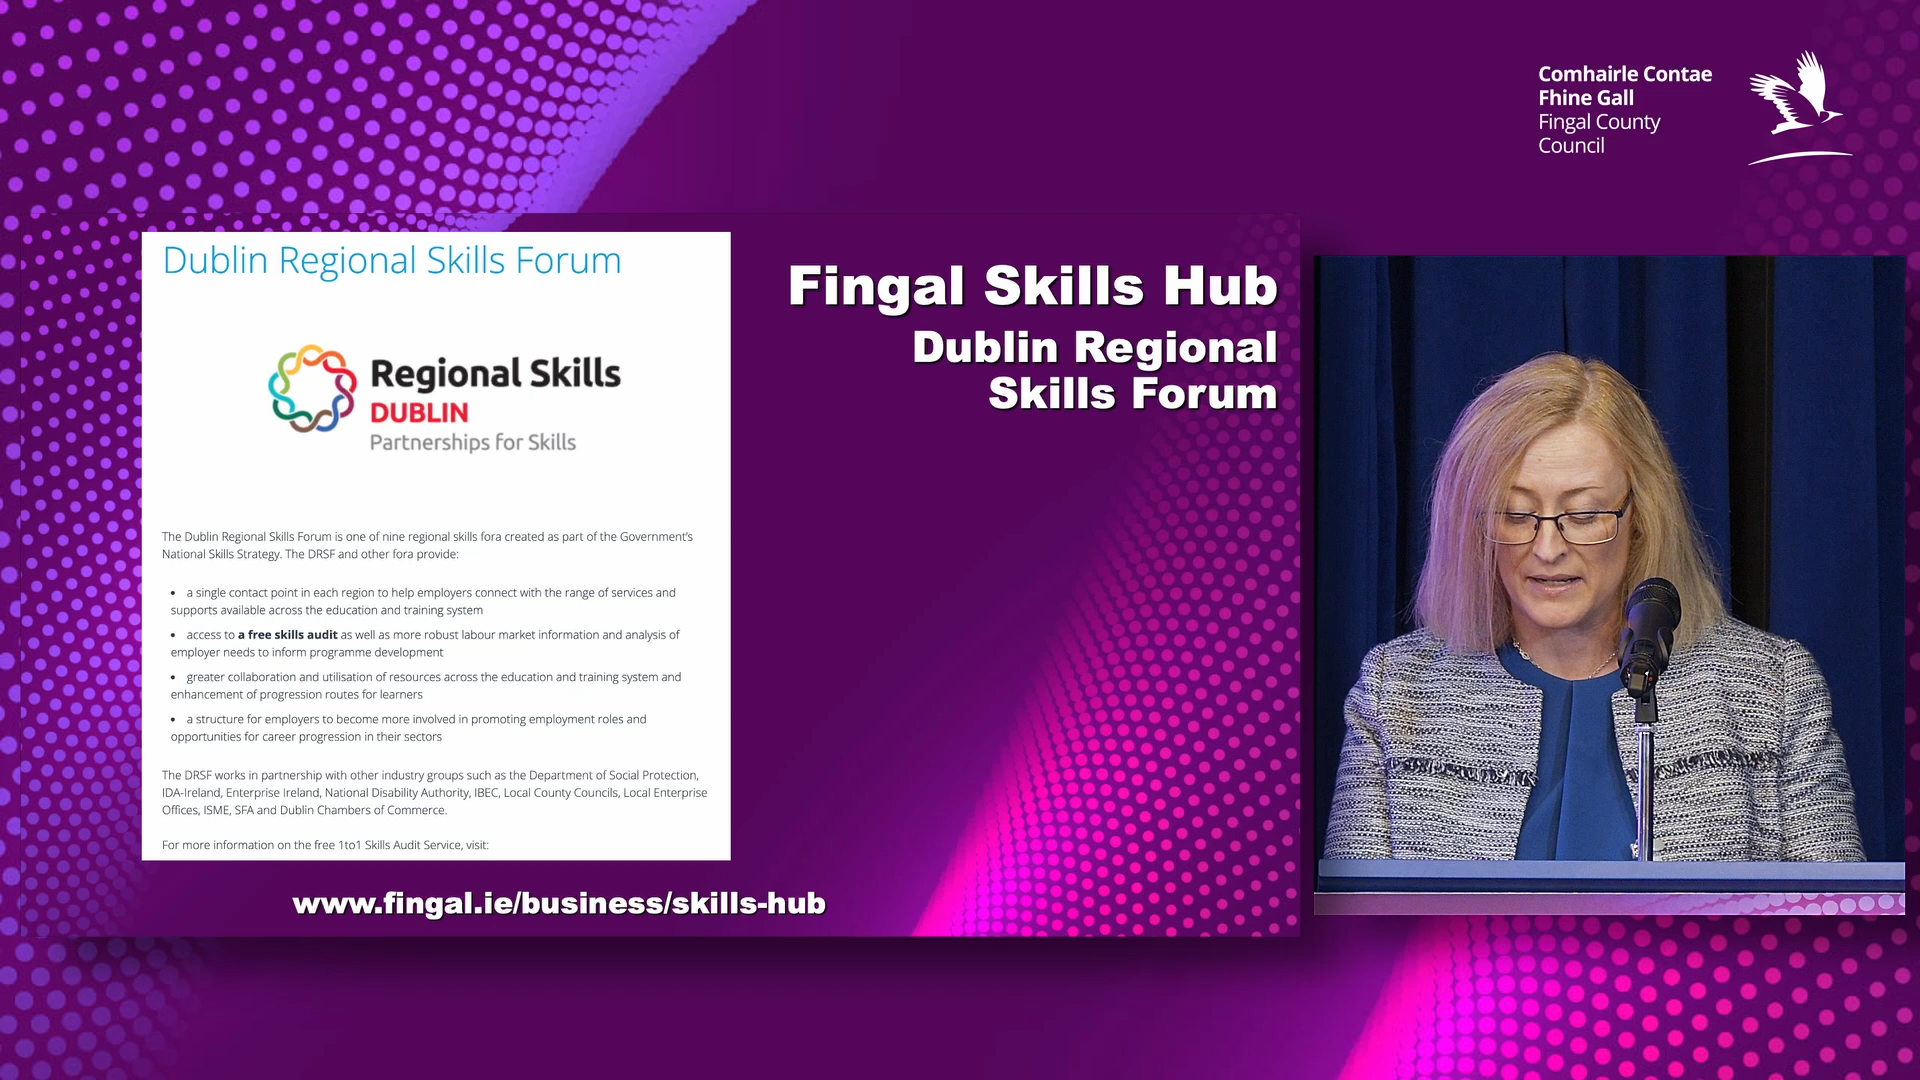 Comhairle Contae
Fhine Gall
Fingal County
Council
Dublin Regional Skills Forum
Regional Skills
DUBLIN
Partnerships for Skills
The Dublin Regional Skills Forum is one of nine regional skills fora created as part of the Government's
National Skills Strategy. The DRSF and other fora provide:
• a single contact point in each region to help employers connect with the range of services and
supports available across the education and training system
• access to a free skills audit as well as more robust labour market information and analysis of
employer needs to inform programme development
• greater collaboration and utilisation of resources across the education and training system and
enhancement of progression routes for learners
• a structure for employers to become more involved in promoting employment roles and
opportunities for career progression in their sectors
The DRSF works in partnership with other industry groups such as the Department of Social Protection,
IDA-Ireland, Enterprise Ireland, National Disability Authority, IBEC, Local County Councils, Local Enterprise
Offices, ISME, SFA and Dublin Chambers of Commerce.
For more information on the free 1to1 Skills Audit Service, visit:
Fingal Skills Hub
Dublin Regional
Skills Forum
www.fingal.ie/business/skills-hub